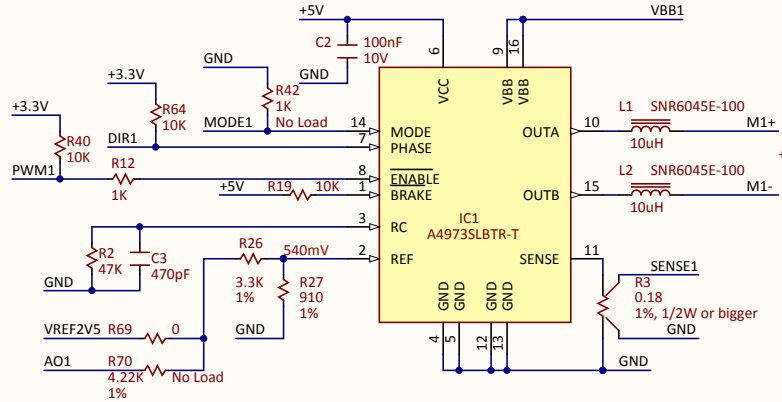 +5V
VBB1
C2 100nF
10V
GND
6
VCC
9
16
VBB
VBB
GND
R42
1K
No Load
+3.3V
R64
10K
+3.3V
R40
10K
MODE1
14
MODE
DIR1
7
PHASE
PWM1
R12
1K
8
ENABLE
+5V
R19 10K
1
BRAKE
OUTA
10
L1 SNR6045E-100
10uH
M1+
+
L2 SNR6045E-100
OUTB
15
10uH
M1-
IC1
A4973SLBTR-T
3
RC
R2
47K
C3
470pF
GND
R26
3.3K
1%
540mV
2
REF
R27
910
1%
GND
SENSE
11
SENSE1
R3
0.18
1%, 1/2W or bigger
GND
VREF2V5 R69 0
AO1 R70
4.22K
1%
No Load
GND
GND
GND
GND
4
5
12
13
GND